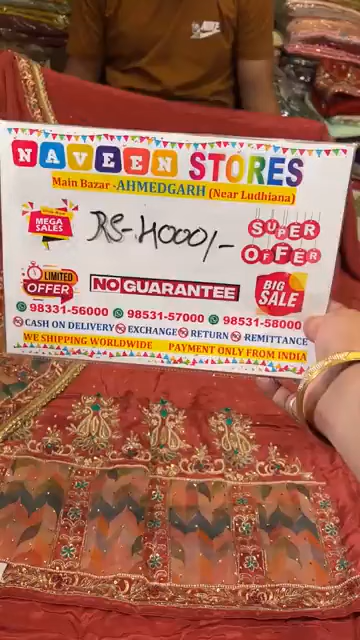 NAVEEN STORES
Main Bazar -AHMEDGARH (Near Ludhiana)
MEGA
SALES
RS-4000/-
SUPER
OFFER
LIMITED
OFFER
NO GUARANTEE
BIG
SALE
98331-56000 98531-57000 98531-58000
CASH ON DELIVERY EXCHANGE RETURN REMITTANCE
WE SHIPPING WORLDWIDE PAYMENT ONLY FROM INDIA